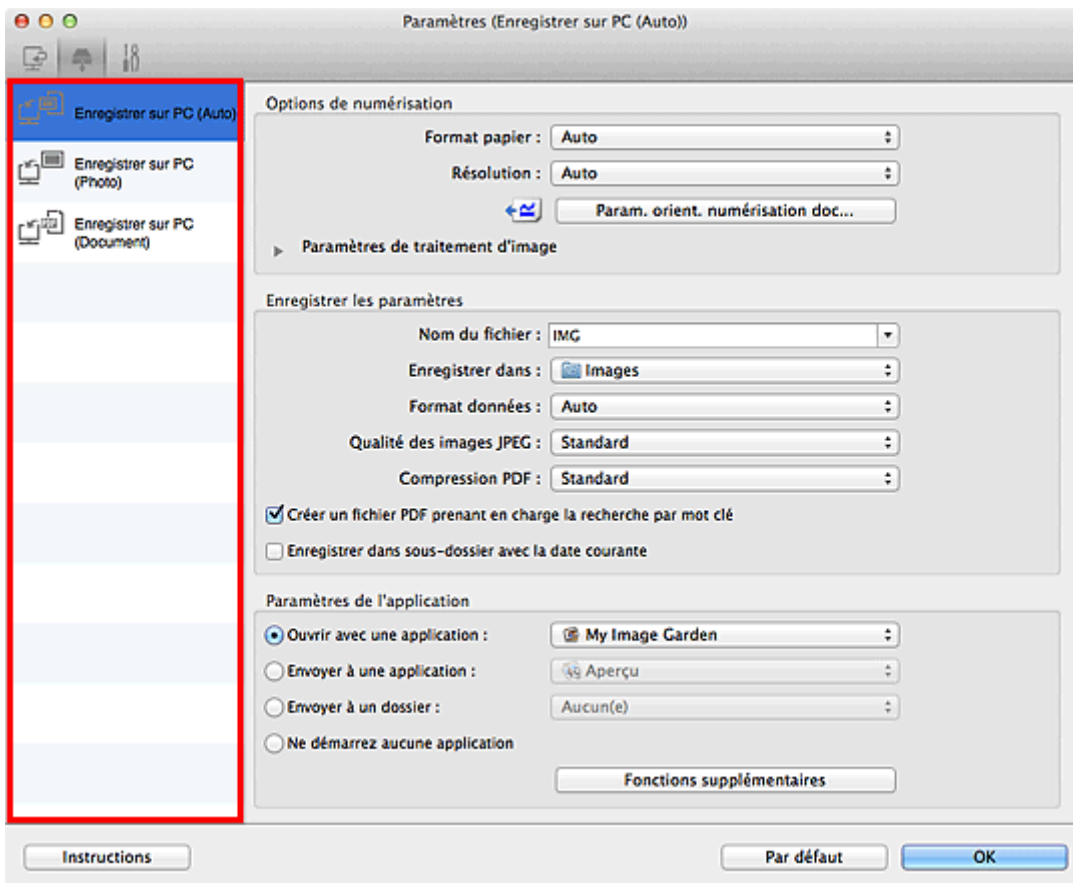 Paramètres (Enregistrer sur PC (Auto))
Enregistrer sur PC (Auto)
Enregistrer sur PC
(Photo)
Enregistrer sur PC
(Document)
Options de numérisation
Format papier : Auto
Résolution : Auto
Param. orient. numérisation doc...
Paramètres de traitement d'image
Enregistrer les paramètres
Nom du fichier : IMG
Enregistrer dans : Images
Format données : Auto
Qualité des images JPEG : Standard
Compression PDF : Standard
Créer un fichier PDF prenant en charge la recherche par mot clé
Enregistrer dans sous-dossier avec la date courante
Paramètres de l'application
Ouvrir avec une application : My Image Garden
Envoyer à une application : Aperçu
Envoyer à un dossier : Aucun(e)
Ne démarrez aucune application
Fonctions supplémentaires
Instructions
Par défaut
OK